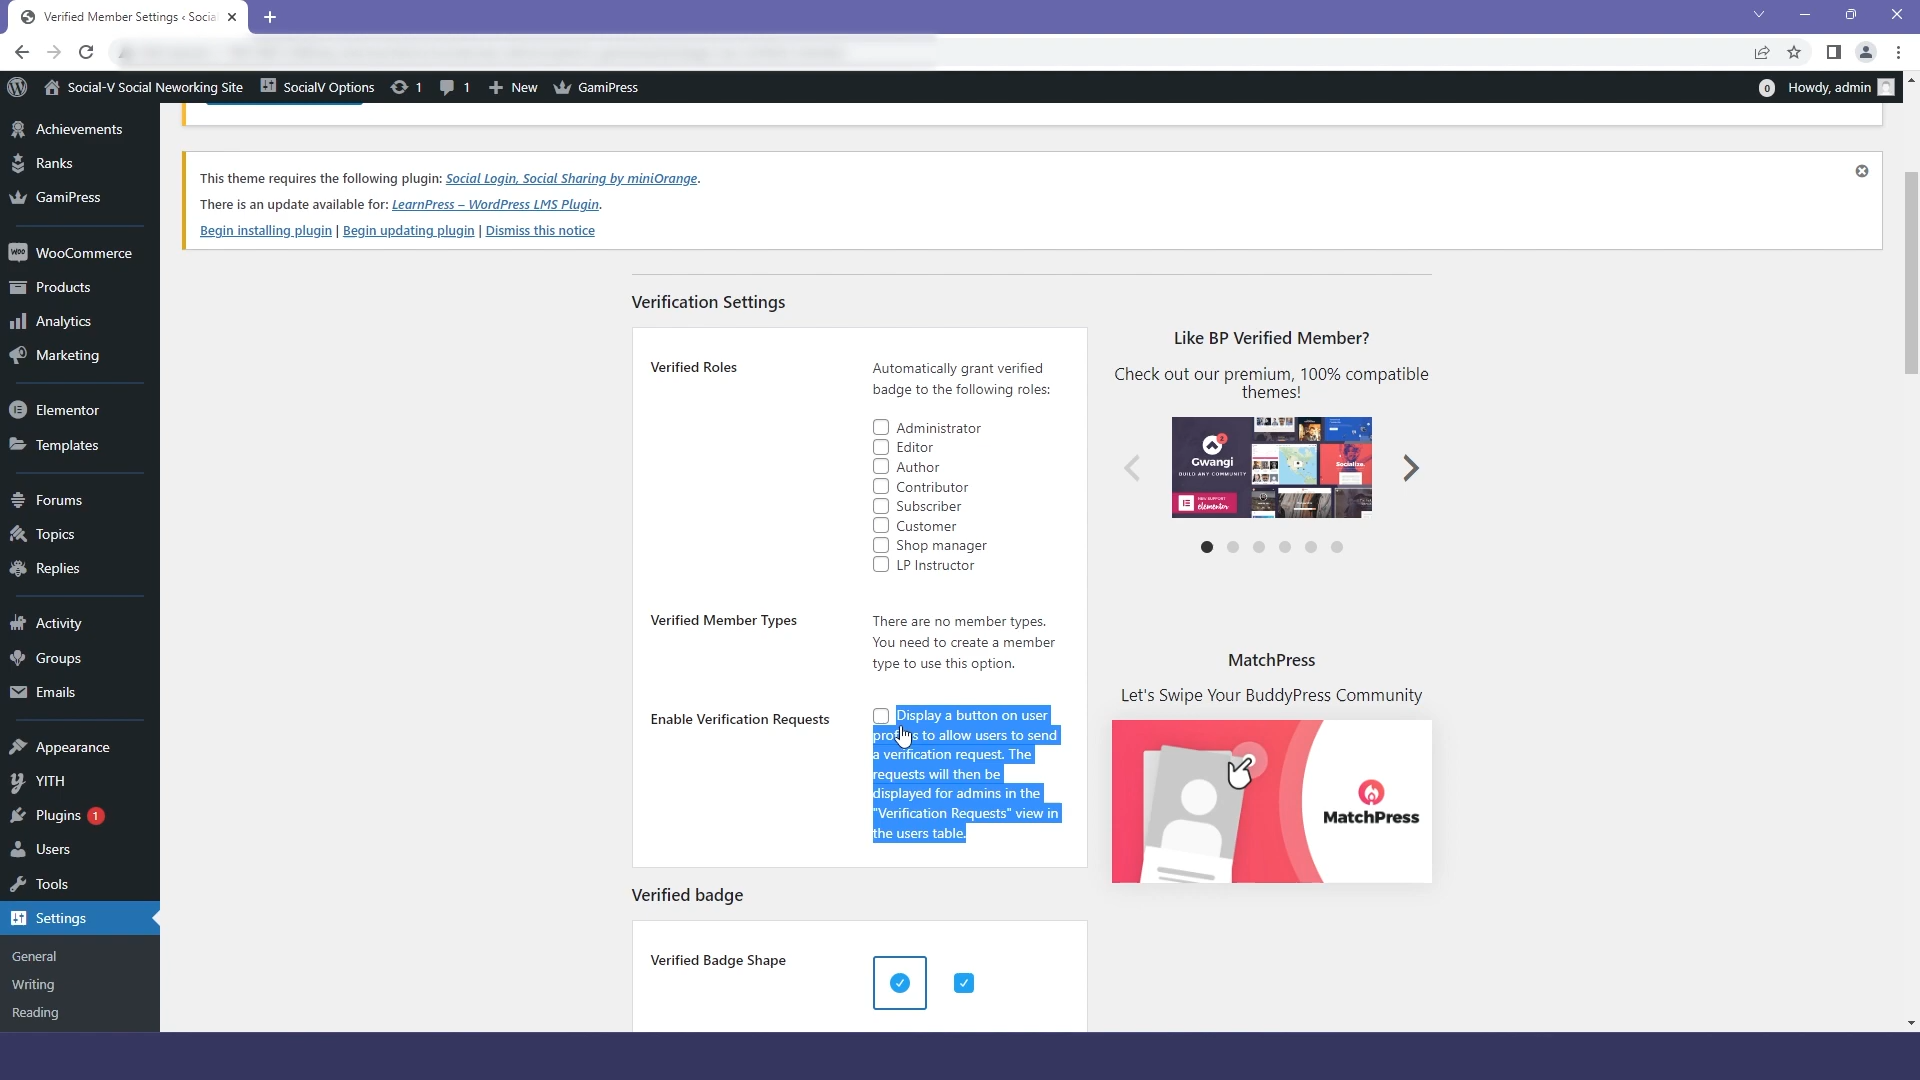 Verified Member Settings ‹ Socia
Social-V Social Neworking Site
SocialV Options
1
1
New
GamiPress
0
Howdy, admin
Achievements
Ranks
GamiPress
WooCommerce
Products
Analytics
Marketing
Elementor
Templates
Forums
Topics
Replies
Activity
Groups
Emails
Appearance
YITH
Plugins 1
Users
Tools
Settings
General
Writing
Reading
This theme requires the following plugin: Social Login, Social Sharing by miniOrange.
There is an update available for: LearnPress – WordPress LMS Plugin.
Begin installing plugin | Begin updating plugin | Dismiss this notice
Verification Settings
Verified Roles
Automatically grant verified
badge to the following roles:
Administrator
Editor
Author
Contributor
Subscriber
Customer
Shop manager
LP Instructor
Verified Member Types
There are no member types.
You need to create a member
type to use this option.
Enable Verification Requests
Display a button on user
profiles to allow users to send
a verification request. The
requests will then be
displayed for admins in the
"Verification Requests" view in
the users table.
Verified badge
Verified Badge Shape
Like BP Verified Member?
Check out our premium, 100% compatible
themes!
2
Gwangi
BUILD ANY COMMUNITY
elementor
Socialize.
MatchPress
Let's Swipe Your BuddyPress Community
MatchPress